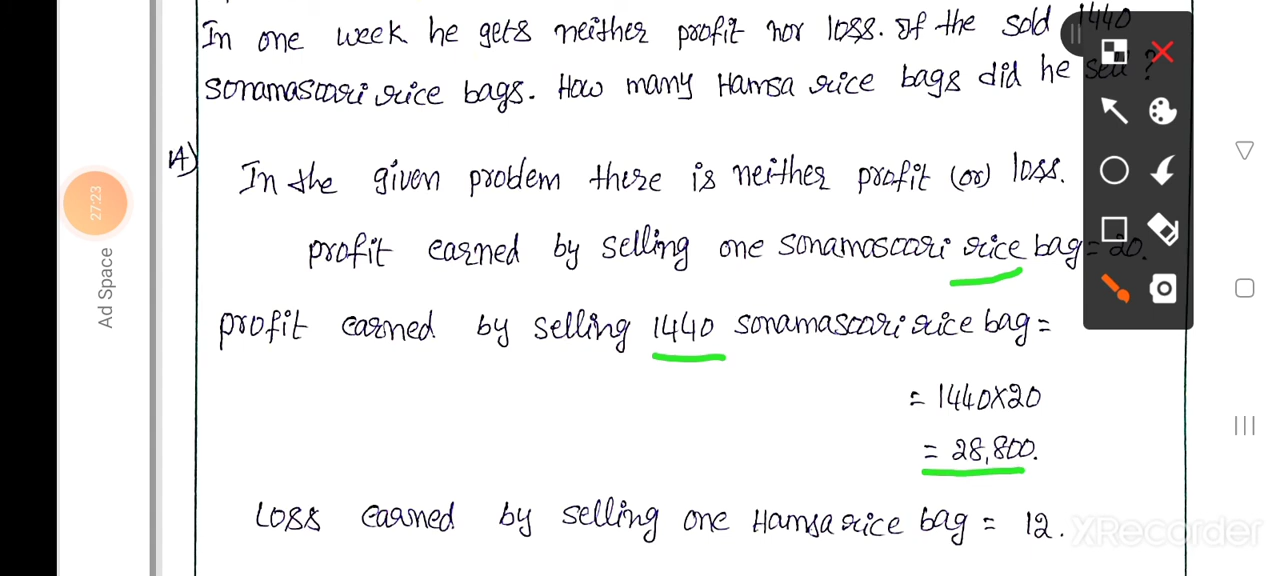 In one week he gets neither profit nor loss. If the sold 1440
sonamasoori rice bags. How many Hamsa rice bags did he sell ?
A) In the given problem there is neither profit (or) loss.
profit earned by selling one sonamasoori rice bag = 20.
profit earned by selling 1440 sonamasoori rice bag =
= 1440×20
= 28,800.
Loss earned by selling one Hamsa rice bag = 12.
27:23
Ad Space
XRecorder